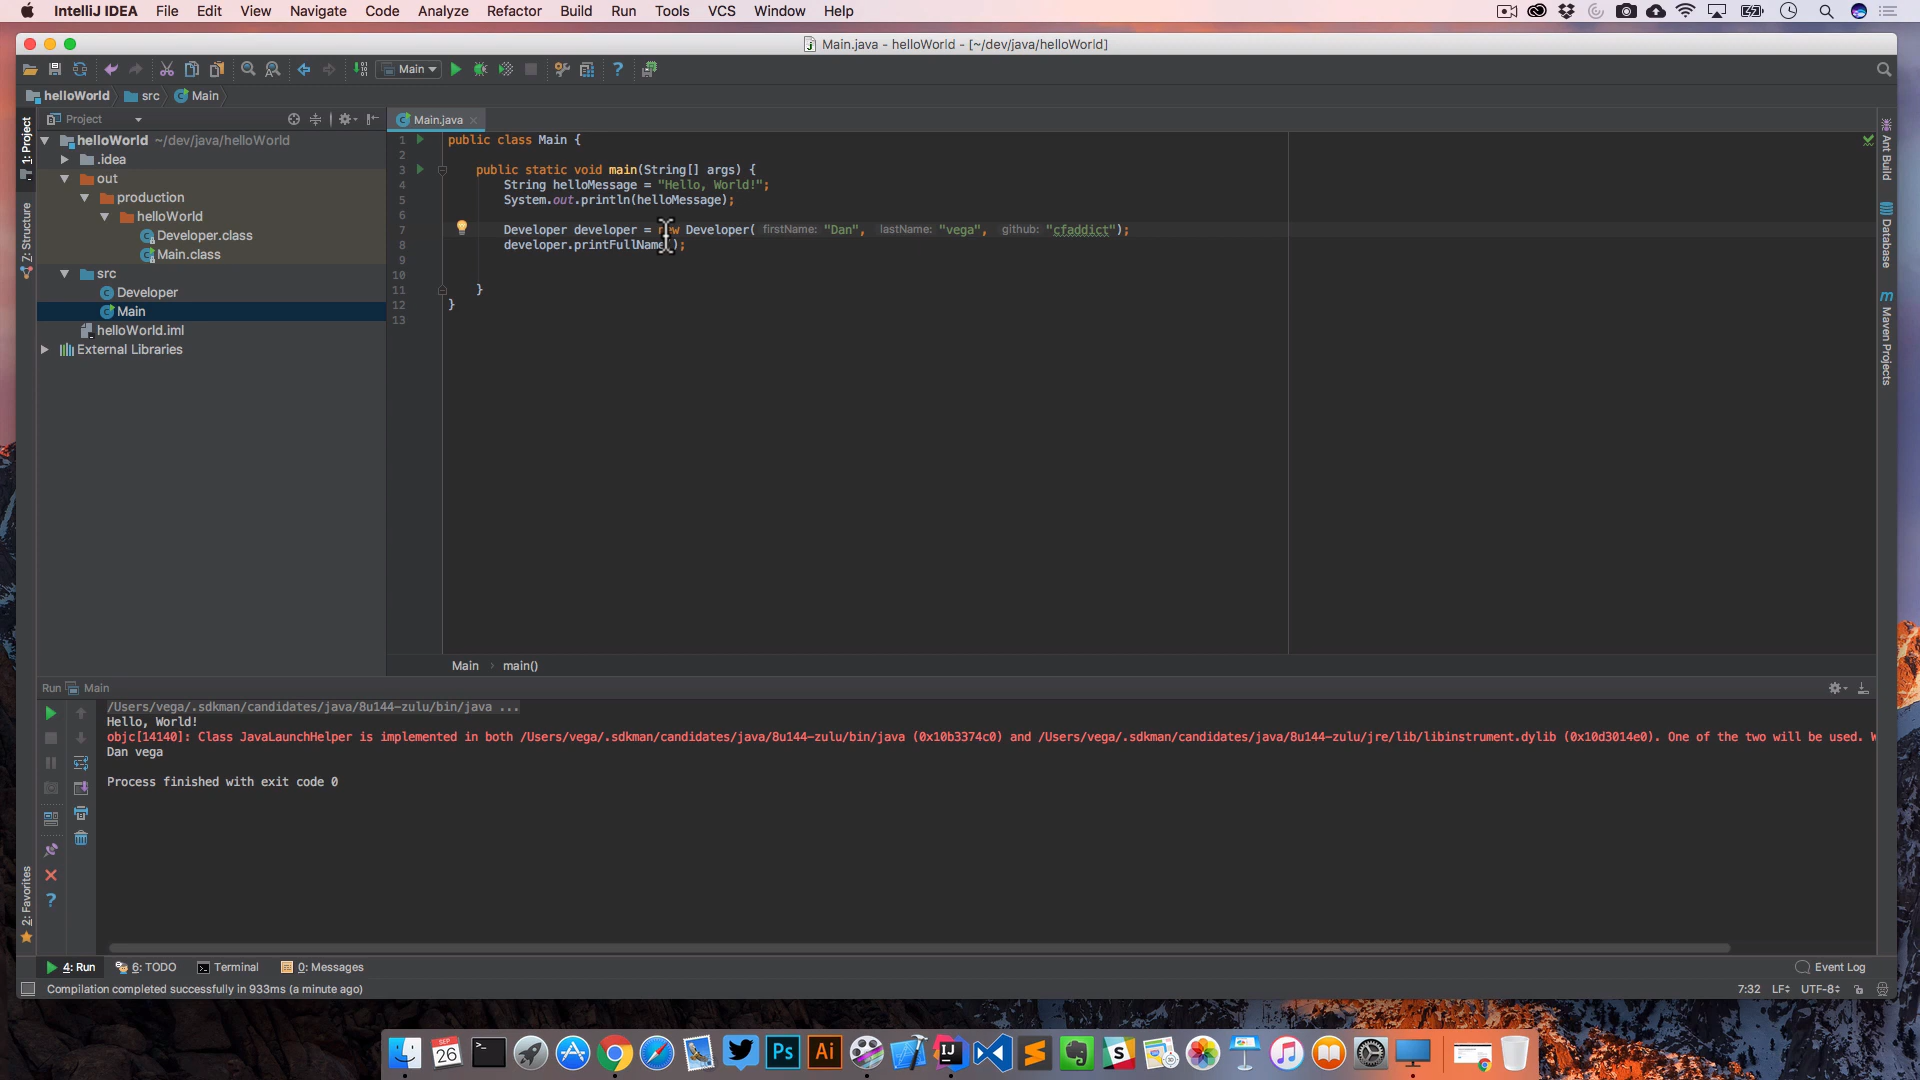 IntelliJ IDEA File Edit View Navigate Code Analyze Refactor Build Run Tools VCS Window Help
Main.java - helloWorld - [~/dev/java/helloWorld]
Main
helloWorld src Main
Project
Main.java
1: Project
Z: Structure
2: Favorites
helloWorld ~/dev/java/helloWorld
.idea
out
production
helloWorld
Developer.class
Main.class
src
Developer
Main
helloWorld.iml
External Libraries
1 public class Main {
2
3 public static void main(String[] args) {
4 String helloMessage = "Hello, World!";
5 System.out.println(helloMessage);
6
7 Developer developer = new Developer( firstName: "Dan", lastName: "vega", github: "cfaddict");
8 developer.printFullName();
9
10
11 }
12 }
13
Ant Build
Database
m Maven Projects
Main main()
Run Main
/Users/vega/.sdkman/candidates/java/8u144-zulu/bin/java ...
Hello, World!
objc[14140]: Class JavaLaunchHelper is implemented in both /Users/vega/.sdkman/candidates/java/8u144-zulu/bin/java (0x10b3374c0) and /Users/vega/.sdkman/candidates/java/8u144-zulu/jre/lib/libinstrument.dylib (0x10d3014e0). One of the two will be used. W
Dan vega
Process finished with exit code 0
4: Run 6: TODO Terminal 0: Messages Event Log
Compilation completed successfully in 933ms (a minute ago) 7:32 LF UTF-8
SEP
26
Ps
Ai
IJ
S